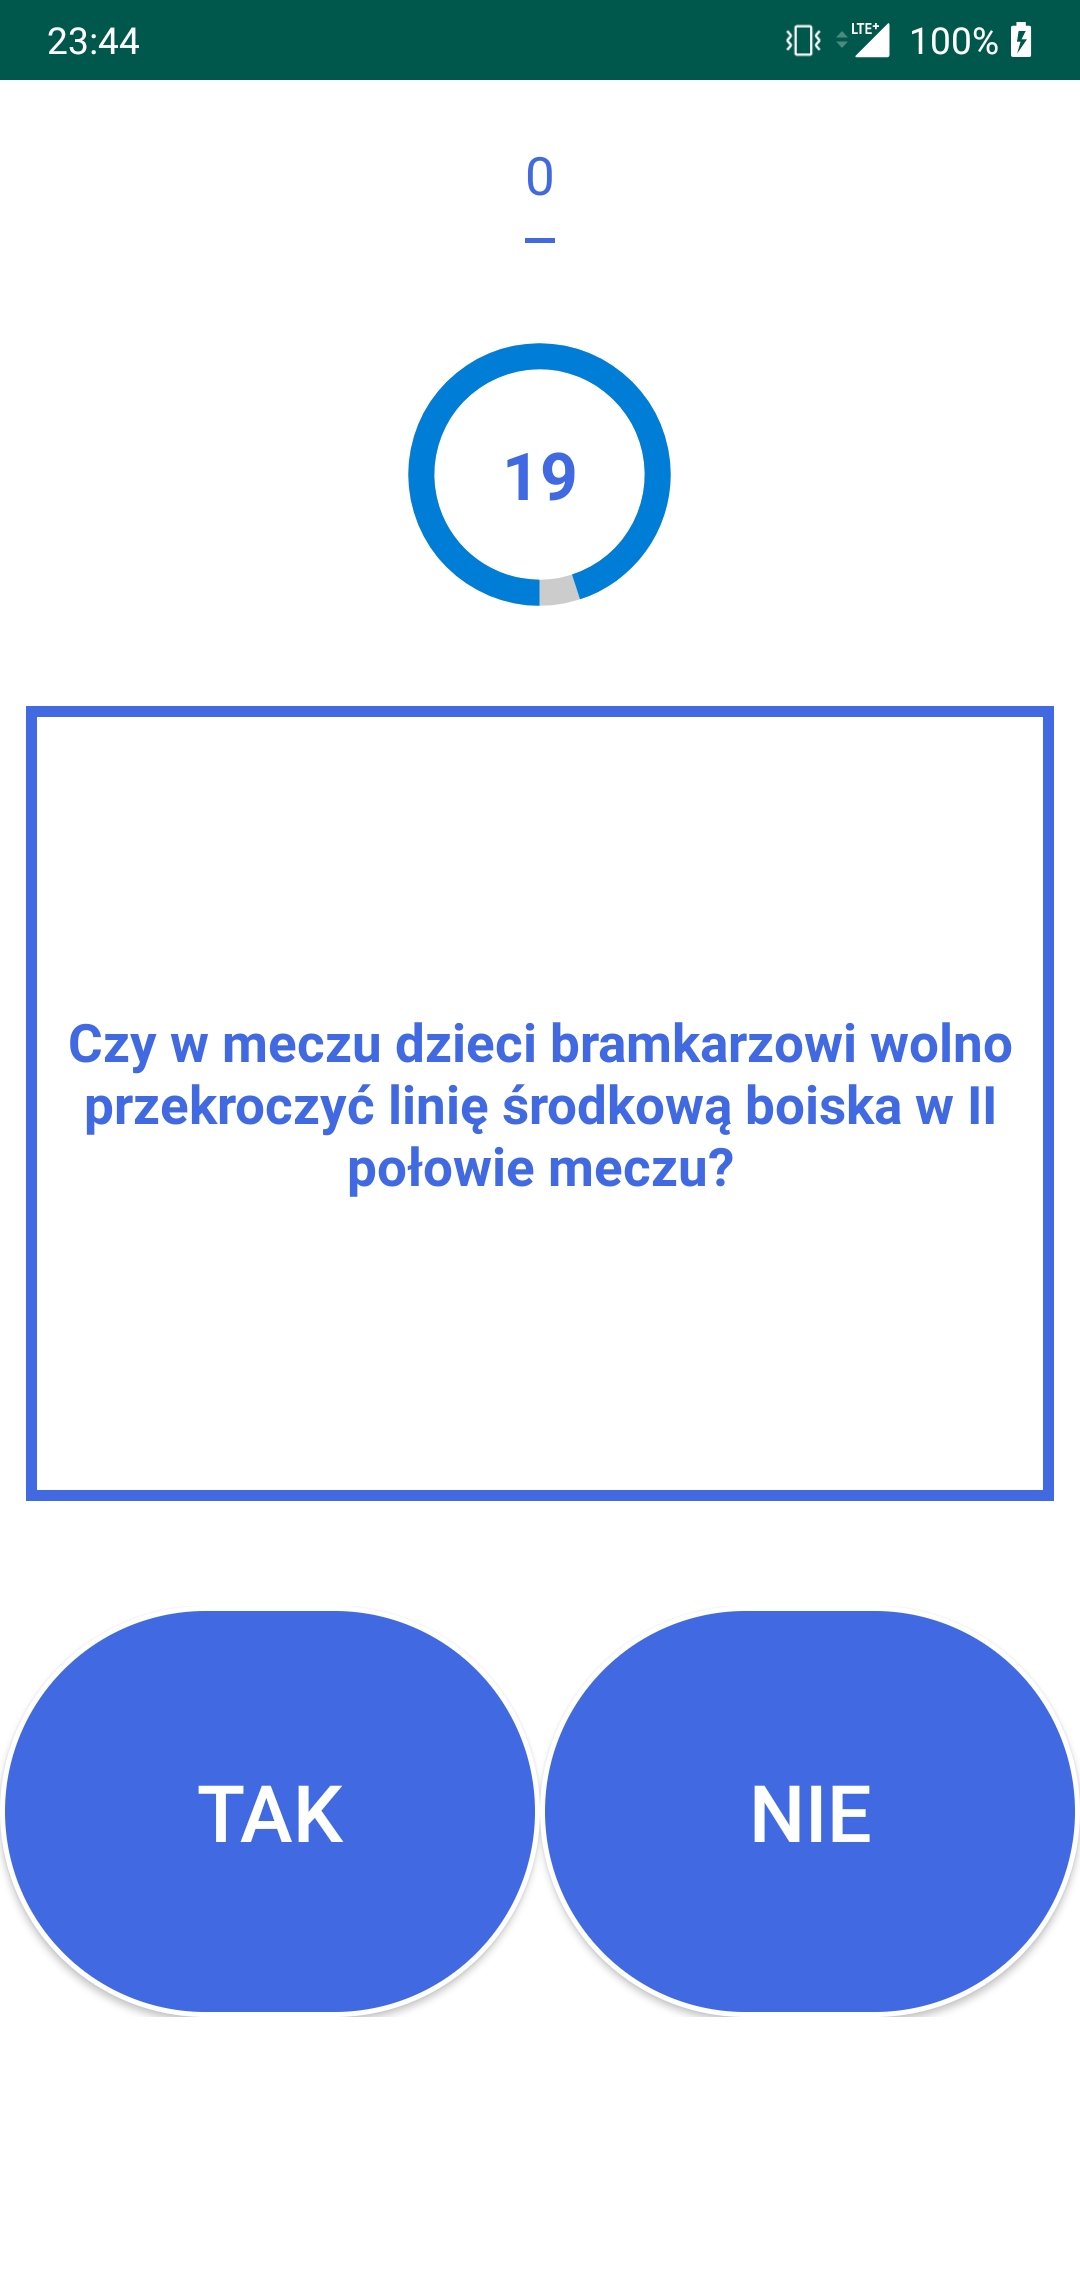 23:44
LTE+ 100%
0
19
Czy w meczu dzieci bramkarzowi wolno
przekroczyć linię środkową boiska w II
połowie meczu?
TAK NIE